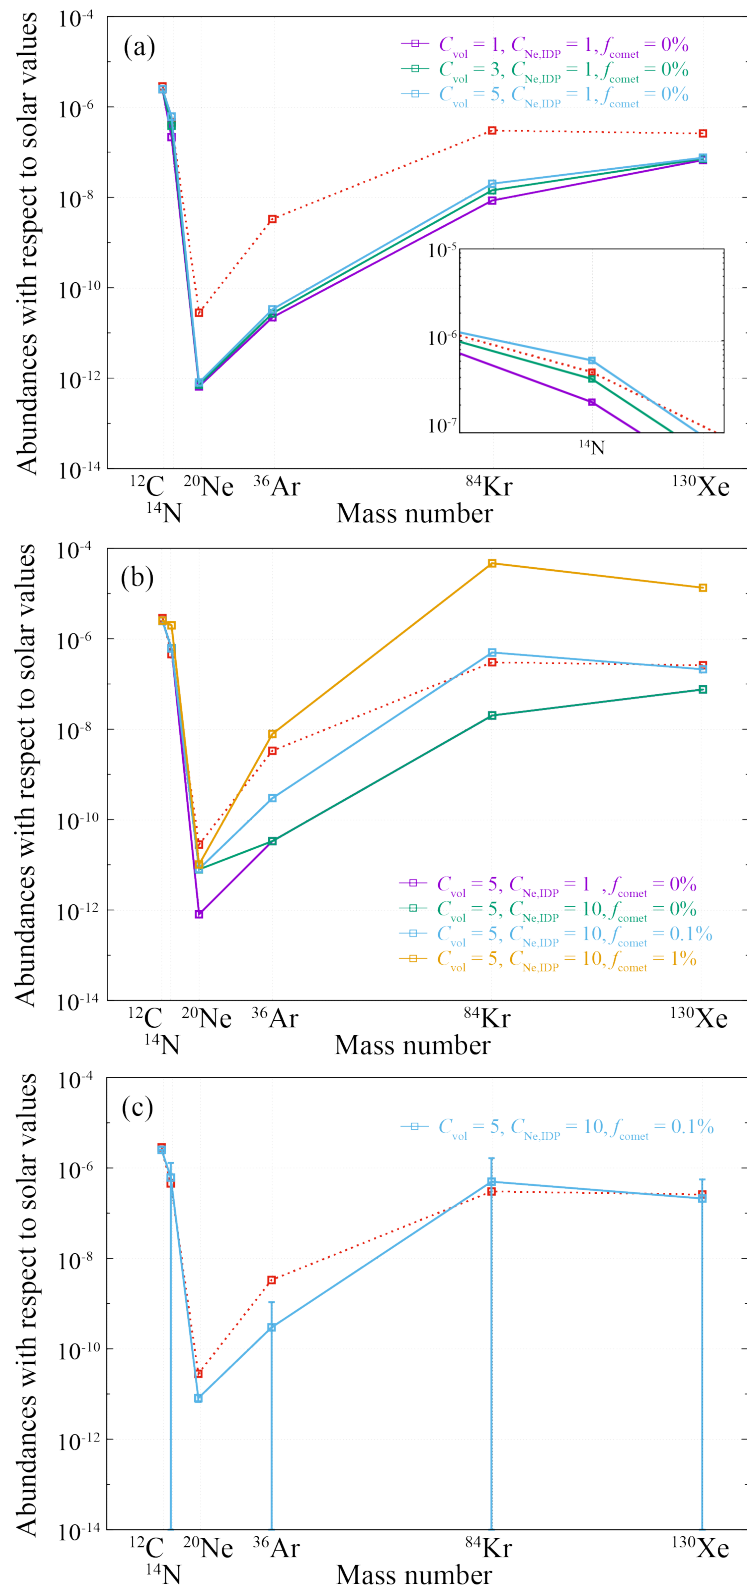 (a)
C_vol = 1, C_Ne,IDP = 1, f_comet = 0%
C_vol = 3, C_Ne,IDP = 1, f_comet = 0%
C_vol = 5, C_Ne,IDP = 1, f_comet = 0%
Abundances with respect to solar values
10⁻⁶
10⁻⁸
10⁻¹⁰
10⁻¹²
10⁻¹⁴
10⁻⁵
10⁻⁶
10⁻⁷
¹⁴N
¹²C ²⁰Ne ³⁶Ar ⁸⁴Kr ¹³⁰Xe
¹⁴N
Mass number
(b)
Abundances with respect to solar values
10⁻⁴
10⁻⁶
10⁻⁸
10⁻¹⁰
10⁻¹²
10⁻¹⁴
C_vol = 5, C_Ne,IDP = 1 , f_comet = 0%
C_vol = 5, C_Ne,IDP = 10, f_comet = 0%
C_vol = 5, C_Ne,IDP = 10, f_comet = 0.1%
C_vol = 5, C_Ne,IDP = 10, f_comet = 1%
¹²C ²⁰Ne ³⁶Ar ⁸⁴Kr ¹³⁰Xe
¹⁴N
Mass number
(c)
C_vol = 5, C_Ne,IDP = 10, f_comet = 0.1%
Abundances with respect to solar values
10⁻⁴
10⁻⁶
10⁻⁸
10⁻¹⁰
10⁻¹²
10⁻¹⁴
¹²C ²⁰Ne ³⁶Ar ⁸⁴Kr ¹³⁰Xe
¹⁴N
Mass number